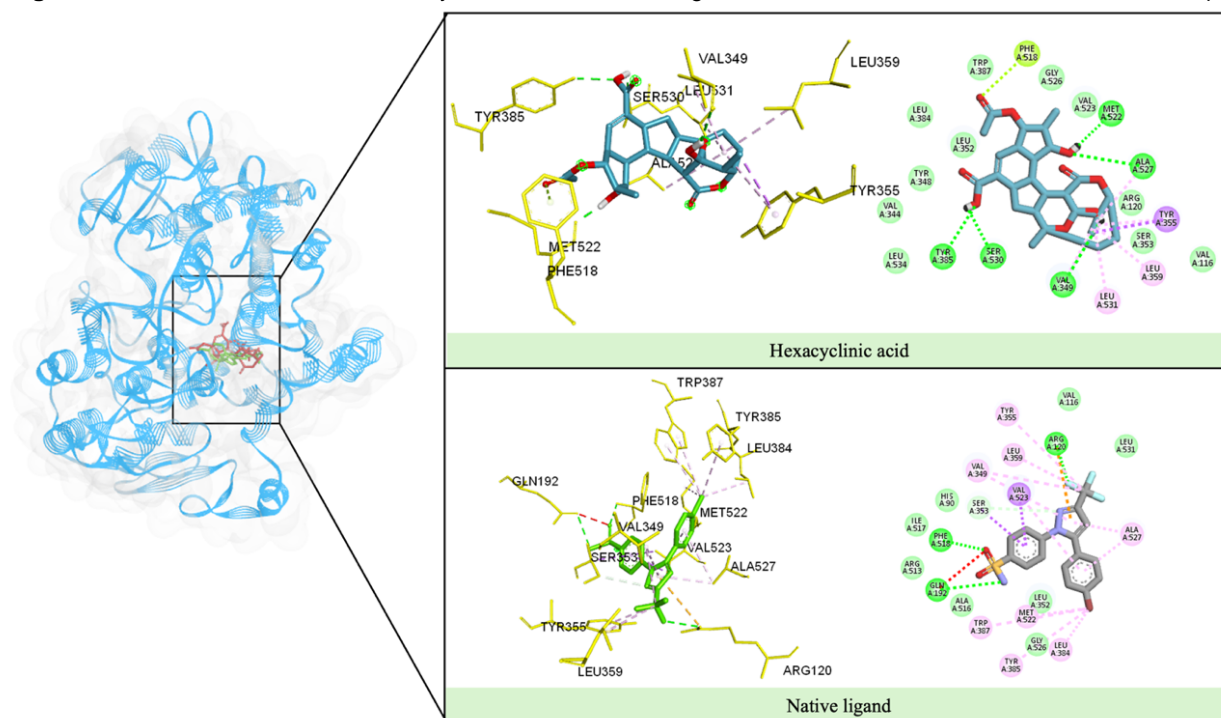 VAL349
LEU359
SER530
LEU531
TYR385
TYR355
MET522
PHE518
PHE
A:518
TRP
A:387
GLY
A:526
VAL
A:523
MET
A:522
LEU
A:384
LEU
A:352
ALA
A:527
TYR
A:348
ARG
A:120
TYR
A:355
VAL
A:344
SER
A:353
LEU
A:534
TYR
A:385
SER
A:530
VAL
A:349
LEU
A:359
VAL
A:116
LEU
A:531
Hexacyclinic acid
TRP387
TYR385
LEU384
GLN192
PHE518
MET522
VAL349
SER353
VAL523
ALA527
TYR355
LEU359
ARG120
TYR
A:355
VAL
A:116
ARG
A:120
LEU
A:531
LEU
A:359
VAL
A:349
HIS
A:90
SER
A:353
VAL
A:523
ILE
A:517
PHE
A:518
ALA
A:527
ARG
A:513
GLN
A:192
ALA
A:516
LEU
A:352
MET
A:522
TRP
A:387
GLY
A:526
LEU
A:384
TYR
A:385
Native ligand